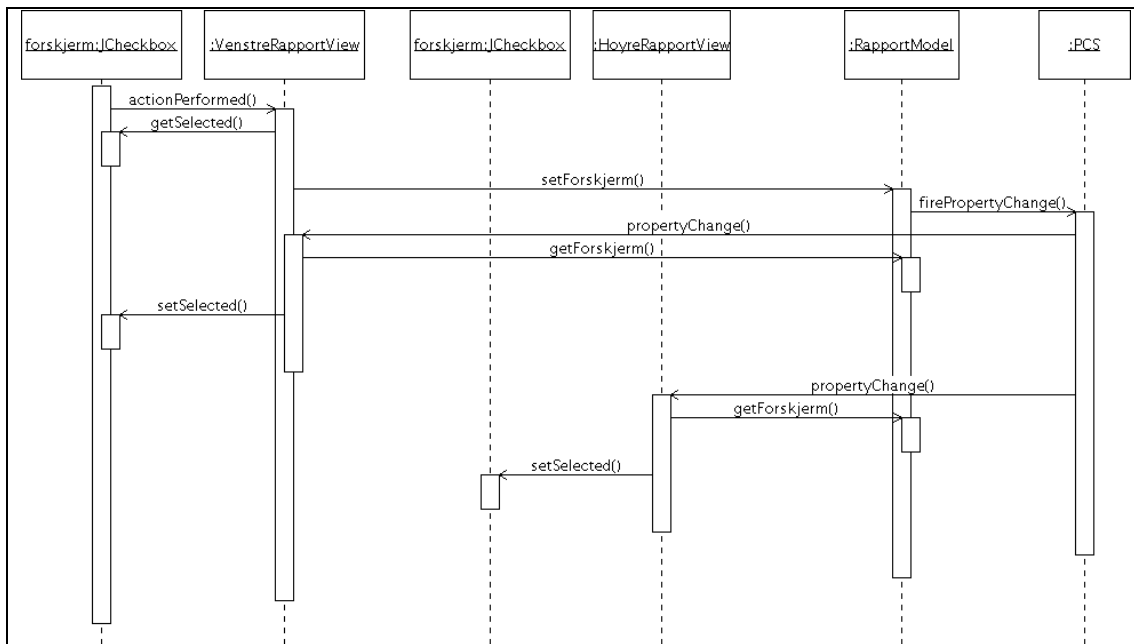 forskjerm:JCheckbox
:VenstreRapportView
forskjerm:JCheckbox
:HoyreRapportView
:RapportModel
:PCS
actionPerformed()
getSelected()
setForskjerm()
firePropertyChange()
propertyChange()
getForskjerm()
setSelected()
propertyChange()
getForskjerm()
setSelected()